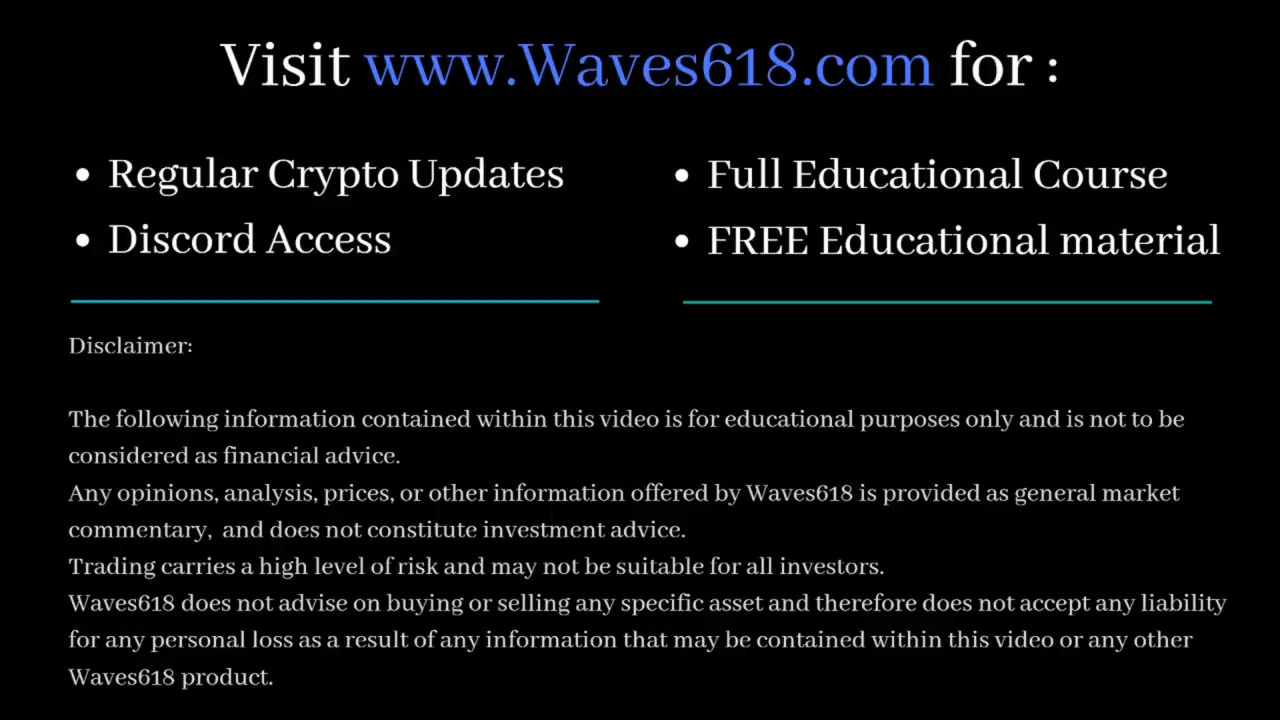 Visit www.Waves618.com for :
• Regular Crypto Updates
• Discord Access
• Full Educational Course
• FREE Educational material
Disclaimer:
The following information contained within this video is for educational purposes only and is not to be
considered as financial advice.
Any opinions, analysis, prices, or other information offered by Waves618 is provided as general market
commentary, and does not constitute investment advice.
Trading carries a high level of risk and may not be suitable for all investors.
Waves618 does not advise on buying or selling any specific asset and therefore does not accept any liability
for any personal loss as a result of any information that may be contained within this video or any other
Waves618 product.